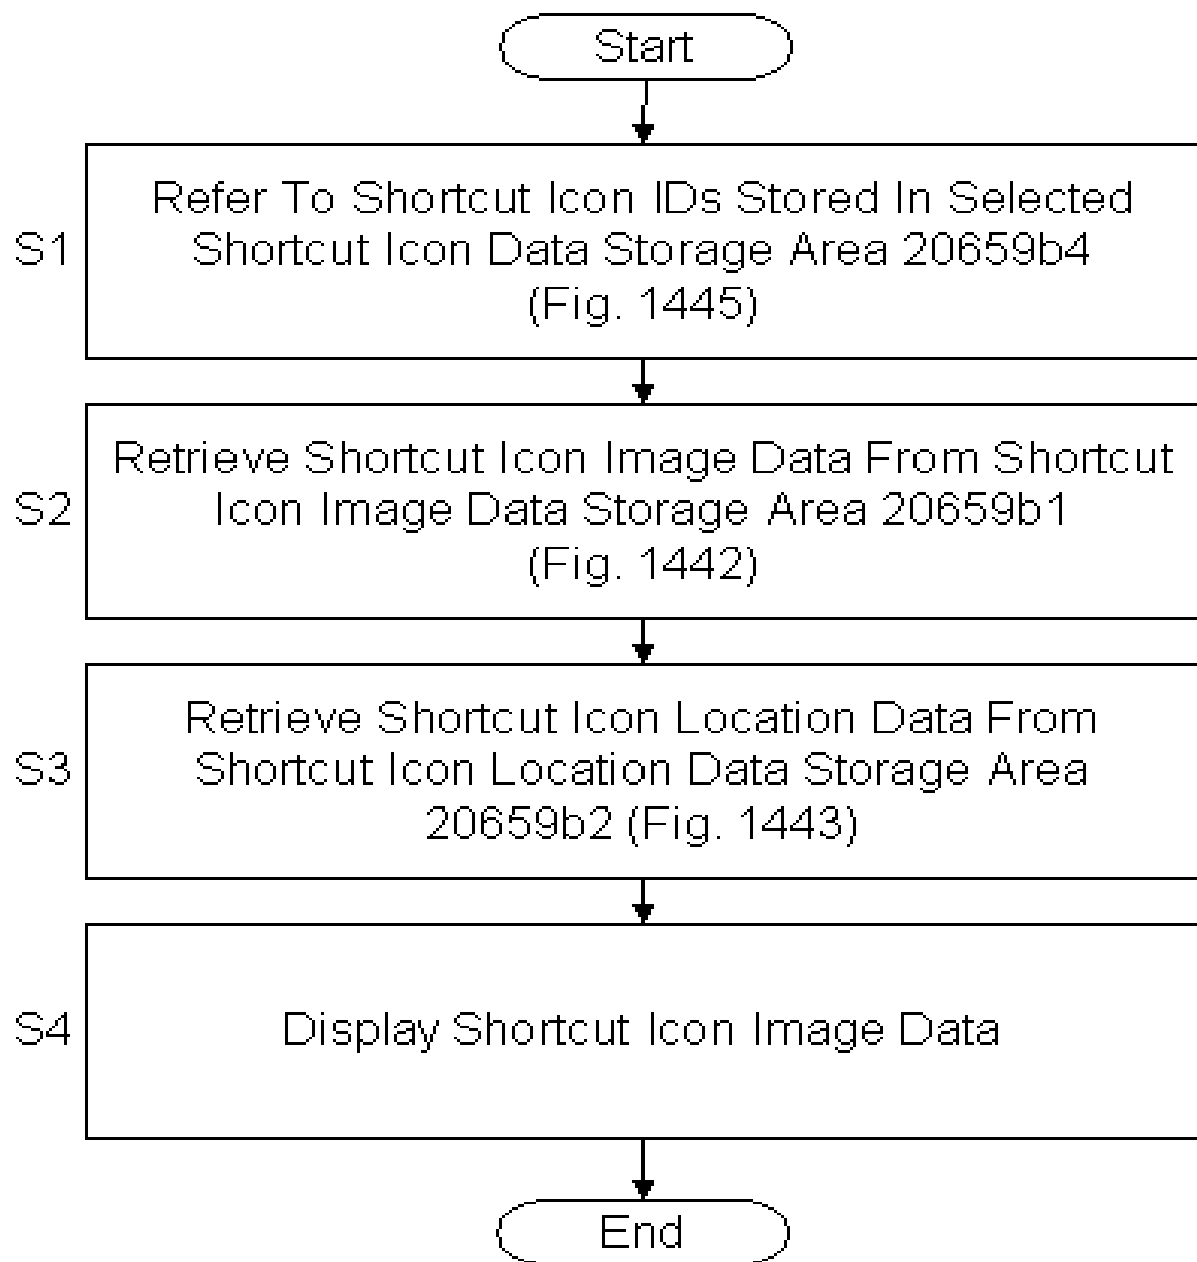 Start
Refer To Shortcut Icon IDs Stored In Selected
S1
Shortcut Icon Data Storage Area 20659b4
(Fig. 1445)
Retrieve Shortcut Icon Image Data From Shortcut
S2
Icon Image Data Storage Area 20659b1
(Fig. 1442)
Retrieve Shortcut Icon Location Data From
S3
Shortcut Icon Location Data Storage Area
20659b2 (Fig. 1443)
S4
Display Shortcut Icon Image Data
End